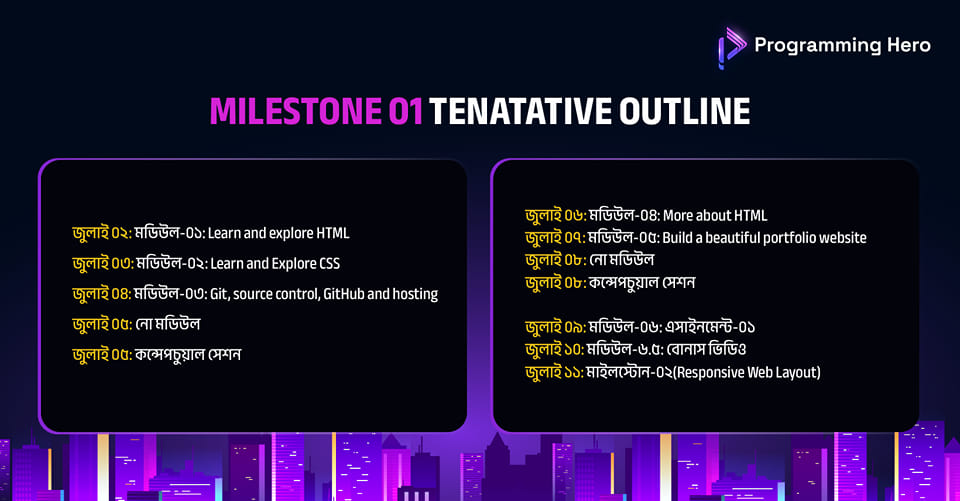 Programming Hero
MILESTONE 01 TENATATIVE OUTLINE
জুলাই ০২: মডিউল-০১: Learn and explore HTML
জুলাই ০৩: মডিউল-০২: Learn and Explore CSS
জুলাই ০৪: মডিউল-০৩: Git, source control, GitHub and hosting
জুলাই ০৫: নো মডিউল
জুলাই ০৫: কন্সেপচুয়াল সেশন
জুলাই ০৬: মডিউল-০৪: More about HTML
জুলাই ০৭: মডিউল-০৫: Build a beautiful portfolio website
জুলাই ০৮: নো মডিউল
জুলাই ০৮: কন্সেপচুয়াল সেশন
জুলাই ০৯: মডিউল-০৬: এসাইনমেন্ট-০১
জুলাই ১০: মডিউল-৬.৫: বোনাস ভিডিও
জুলাই ১১: মাইলস্টোন-০২(Responsive Web Layout)